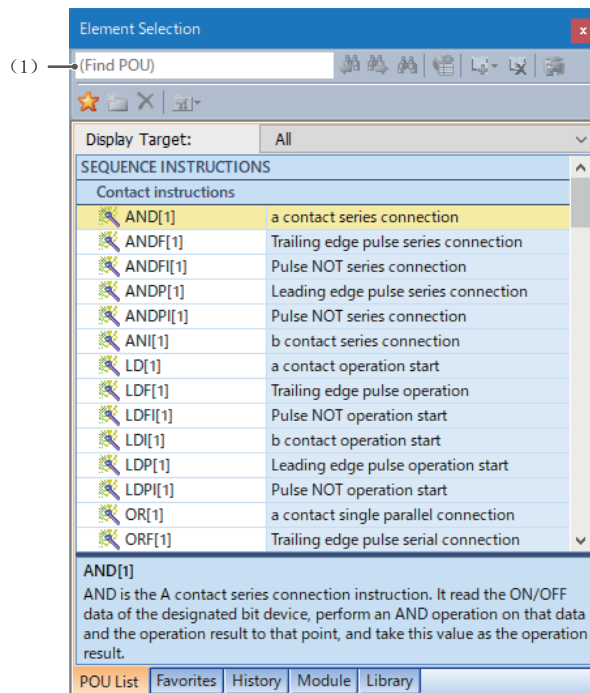 Element Selection
x
(1)
(Find POU)
Display Target: All
SEQUENCE INSTRUCTIONS
Contact instructions
AND[1] a contact series connection
ANDF[1] Trailing edge pulse series connection
ANDFI[1] Pulse NOT series connection
ANDP[1] Leading edge pulse series connection
ANDPI[1] Pulse NOT series connection
ANI[1] b contact series connection
LD[1] a contact operation start
LDF[1] Trailing edge pulse operation
LDFI[1] Pulse NOT operation start
LDI[1] b contact operation start
LDP[1] Leading edge pulse operation start
LDPI[1] Pulse NOT operation start
OR[1] a contact single parallel connection
ORF[1] Trailing edge pulse serial connection
AND[1]
AND is the A contact series connection instruction. It read the ON/OFF
data of the designated bit device, perform an AND operation on that data
and the operation result to that point, and take this value as the operation
result.
POU List Favorites History Module Library